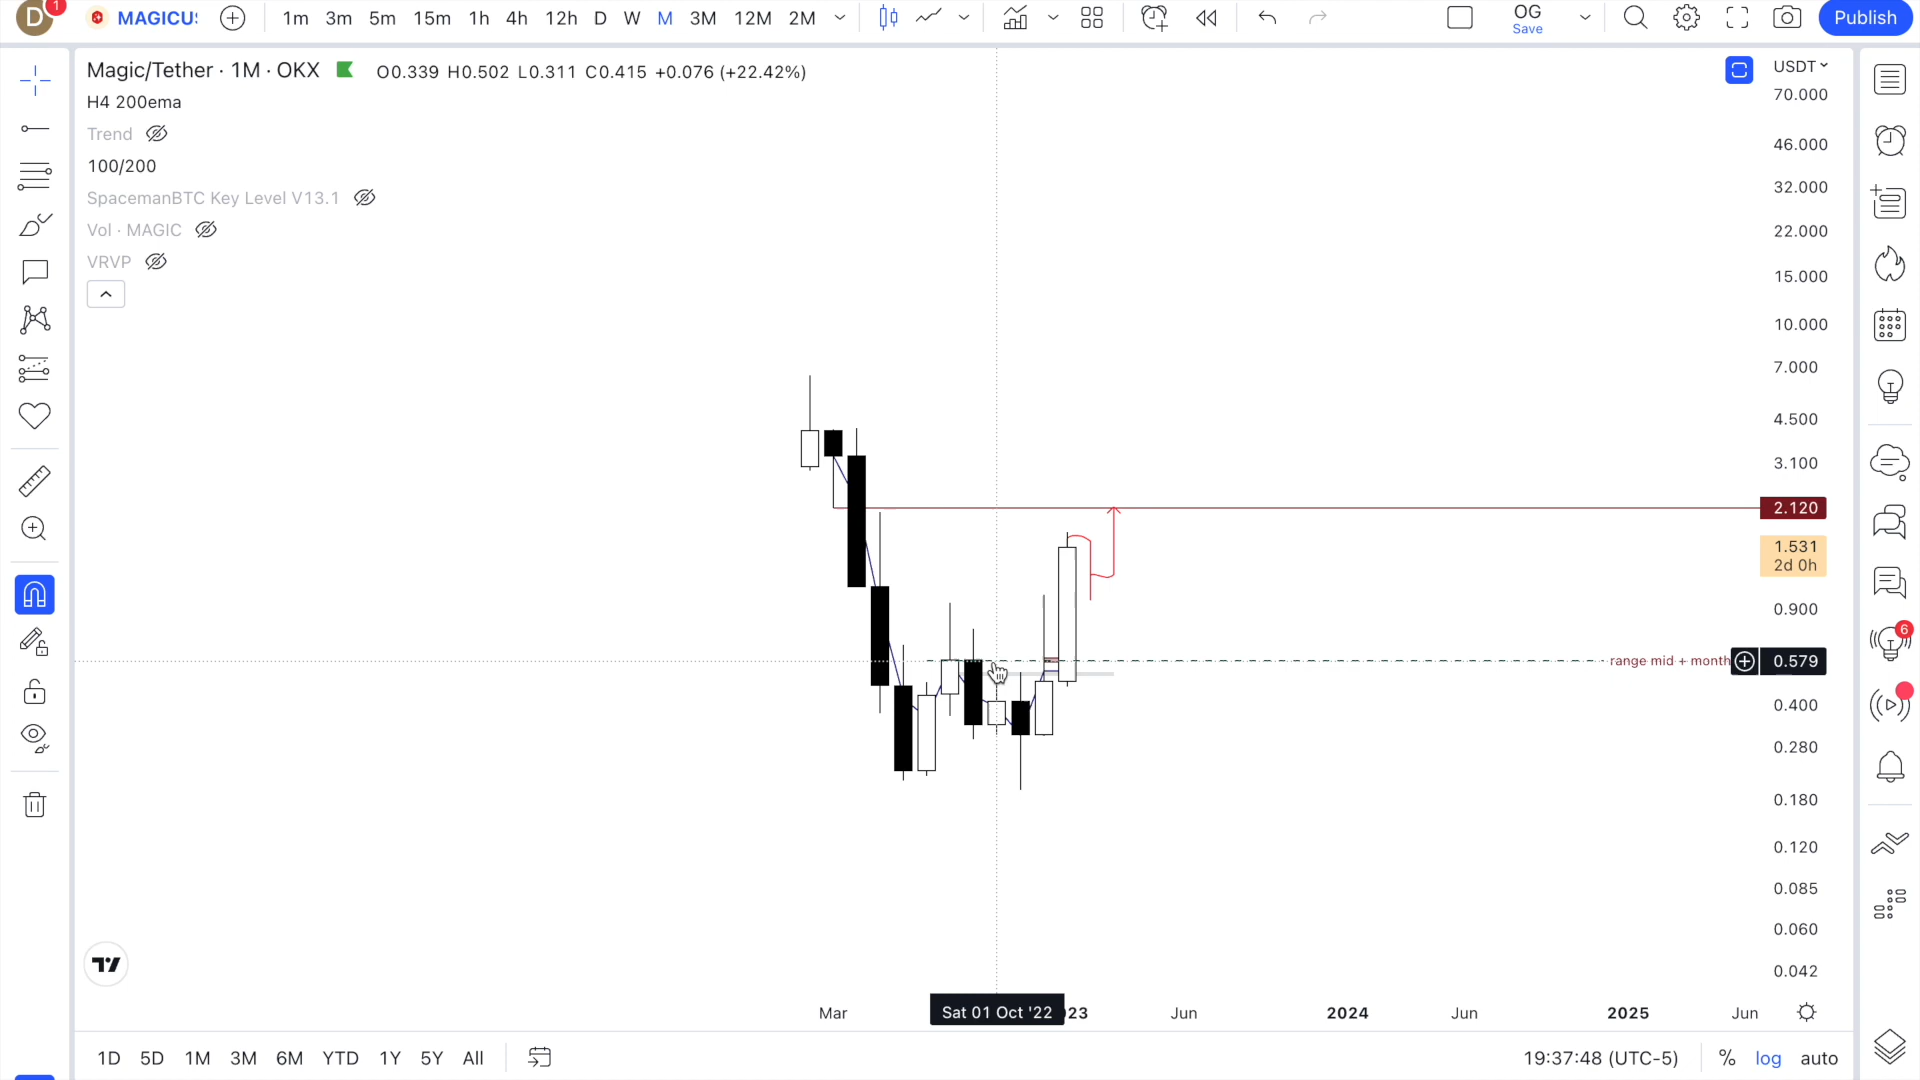 D 1 MAGICUS 1m 3m 5m 15m 1h 4h 12h D W M 3M 12M 2M OG Save Publish
Magic/Tether · 1M · OKX O0.339 H0.502 L0.311 C0.415 +0.076 (+22.42%) USDT
H4 200ema
Trend
100/200
SpacemanBTC Key Level V13.1
Vol · MAGIC
VRVP
70.000
46.000
32.000
22.000
15.000
10.000
7.000
4.500
3.100
2.120
1.531
2d 0h
0.900
6
range mid + month 0.579
0.400
0.280
0.180
0.120
0.085
0.060
0.042
Mar Sat 01 Oct '22 23 Jun 2024 Jun 2025 Jun
1D 5D 1M 3M 6M YTD 1Y 5Y All 19:37:48 (UTC-5) % log auto